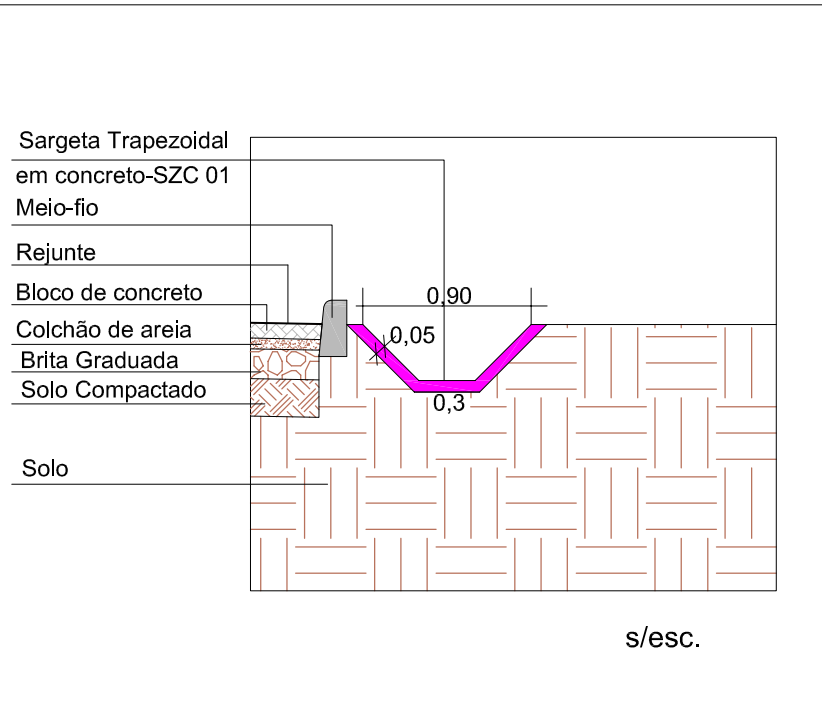 Sargeta Trapezoidal
em concreto-SZC 01
Meio-fio
Rejunte
Bloco de concreto
Colchão de areia
Brita Graduada
Solo Compactado
Solo
0,90
0,05
0,3
s/esc.